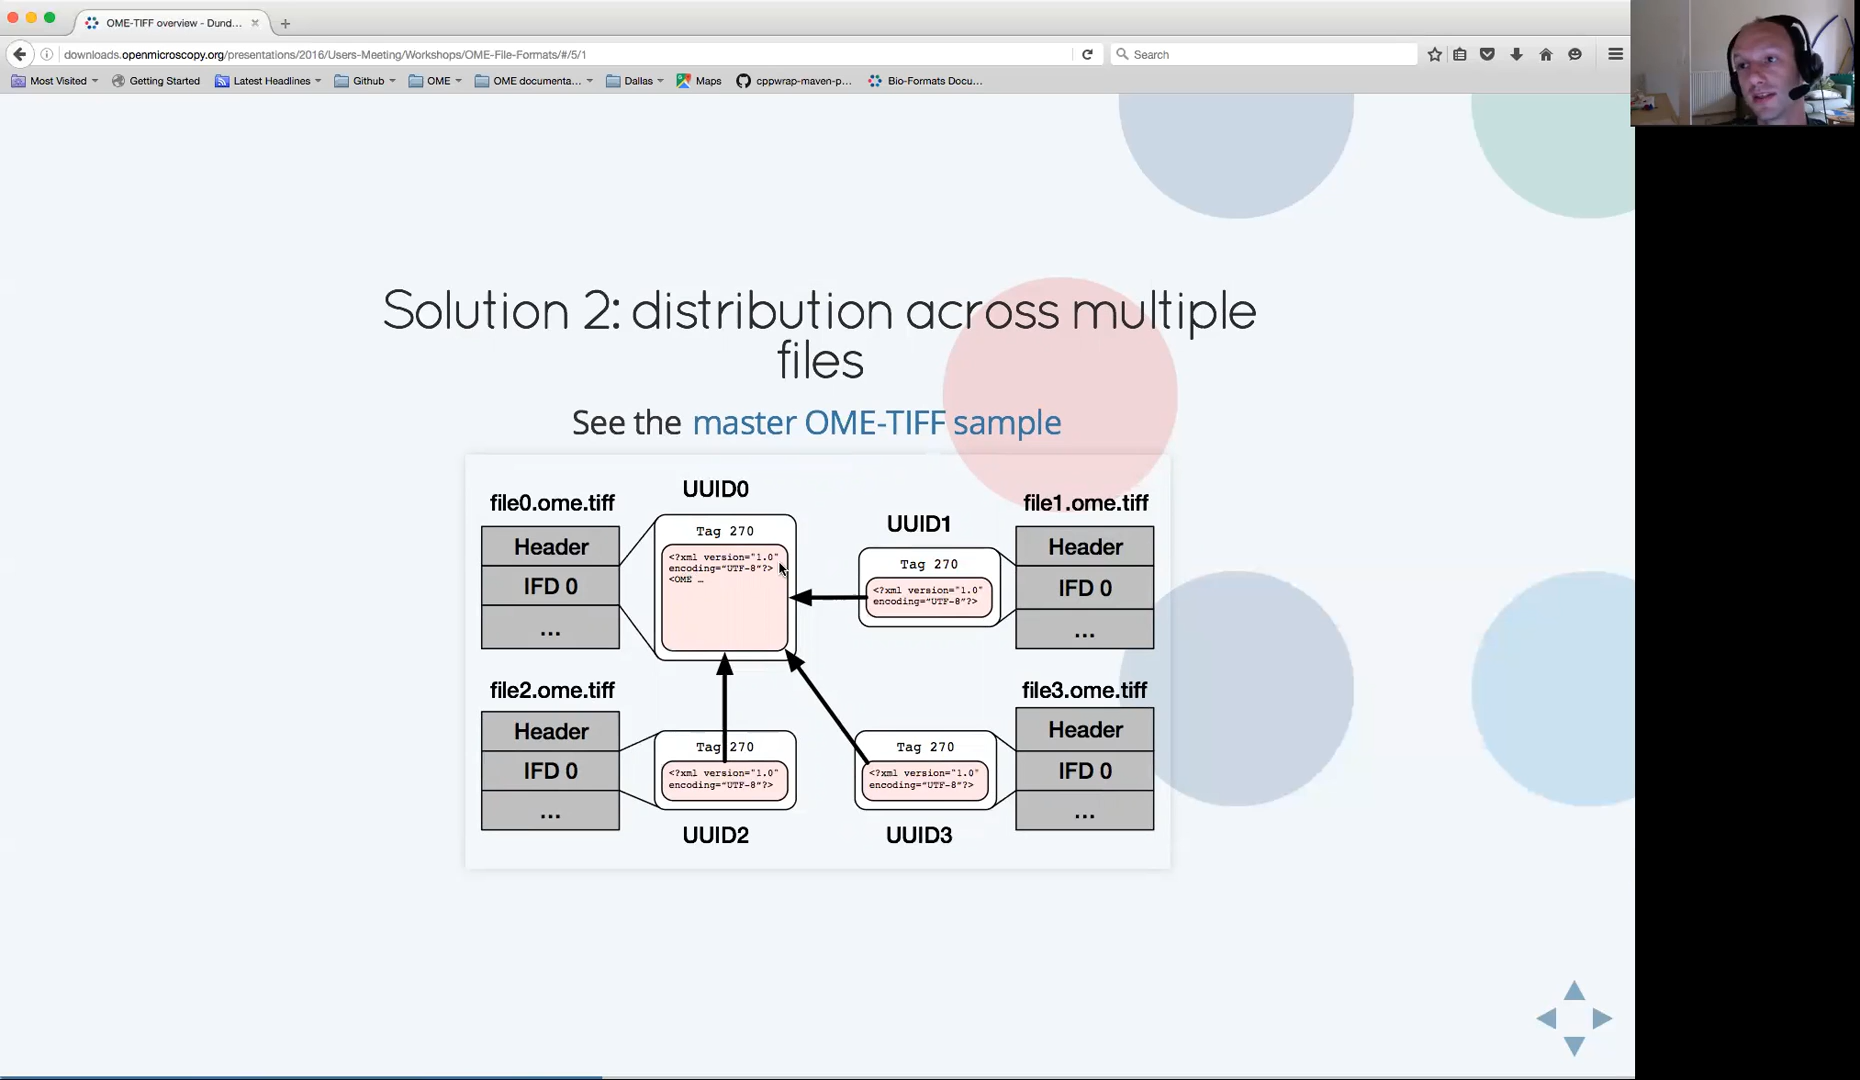 OME-TIFF overview - Dund...
downloads.openmicroscopy.org/presentations/2016/Users-Meeting/Workshops/OME-File-Formats/#/5/1
Search
Most Visited
Getting Started
Latest Headlines
Github
OME
OME documenta...
Dallas
Maps
cppwrap-maven-p...
Bio-Formats Docu...
Solution 2: distribution across multiple
files
See the master OME-TIFF sample
file0.ome.tiff
Header
IFD 0
...
UUID0
Tag 270
<?xml version="1.0"
encoding="UTF-8"?>
<OME …
UUID1
Tag 270
<?xml version="1.0"
encoding="UTF-8"?>
file1.ome.tiff
Header
IFD 0
...
file2.ome.tiff
Header
IFD 0
...
Tag 270
<?xml version="1.0"
encoding="UTF-8"?>
UUID2
Tag 270
<?xml version="1.0"
encoding="UTF-8"?>
UUID3
file3.ome.tiff
Header
IFD 0
...